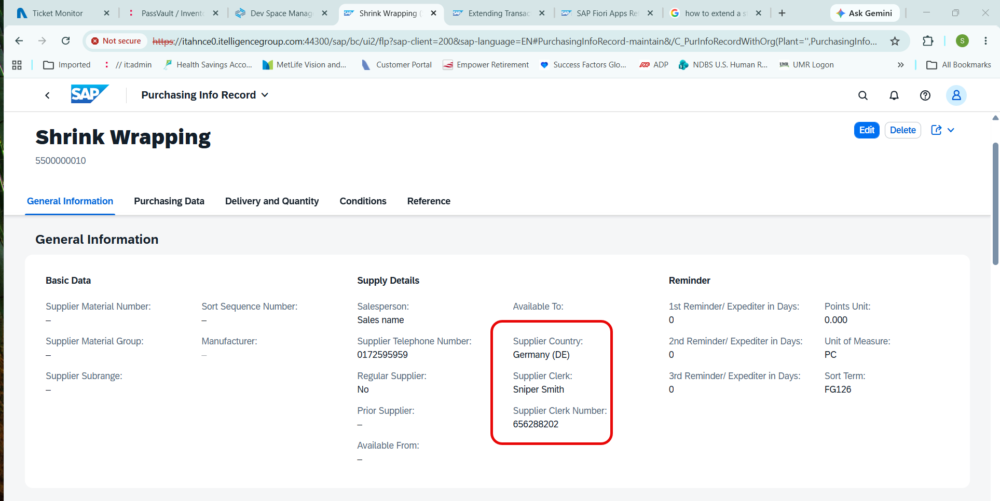 Ticket Monitor
PassVault / Invento
Dev Space Manag
SAP Shrink Wrapping (
SAP Extending Transac
SAP SAP Fiori Apps Re
how to extend a s
Ask Gemini
Not secure https://itahnce0.itelligencegroup.com:44300/sap/bc/ui2/flp?sap-client=200&sap-language=EN#PurchasingInfoRecord-maintain&/C_PurInfoRecordWithOrg(Plant='',PurchasingInfo...
S
Imported
// it:admin
Health Savings Acco...
MetLife Vision and...
Customer Portal
Empower Retirement
Success Factors Glo...
ADP ADP
NDBS U.S. Human R...
UMR UMR Logon
All Bookmarks
SAP Purchasing Info Record
Shrink Wrapping
5500000010
Edit Delete
General Information Purchasing Data Delivery and Quantity Conditions Reference
General Information
Basic Data
Supplier Material Number:
–
Supplier Material Group:
–
Supplier Subrange:
–
Sort Sequence Number:
–
Manufacturer:
–
Supply Details
Salesperson:
Sales name
Supplier Telephone Number:
0172595959
Regular Supplier:
No
Prior Supplier:
–
Available From:
–
Available To:
Supplier Country:
Germany (DE)
Supplier Clerk:
Sniper Smith
Supplier Clerk Number:
656288202
Reminder
1st Reminder/ Expediter in Days:
0
2nd Reminder/ Expediter in Days:
0
3rd Reminder/ Expediter in Days:
0
Points Unit:
0.000
Unit of Measure:
PC
Sort Term:
FG126